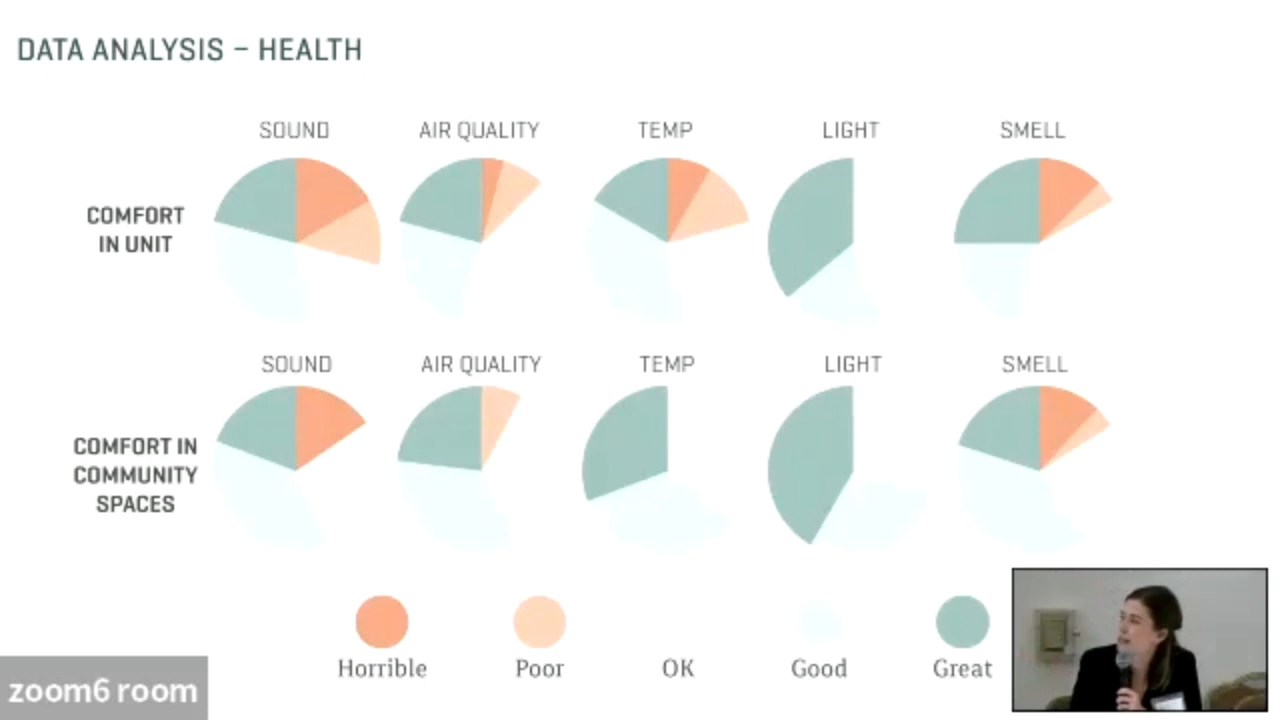 DATA ANALYSIS – HEALTH
SOUND AIR QUALITY TEMP LIGHT SMELL
COMFORT
IN UNIT
SOUND AIR QUALITY TEMP LIGHT SMELL
COMFORT IN
COMMUNITY
SPACES
Horrible Poor OK Good Great
zoom6 room